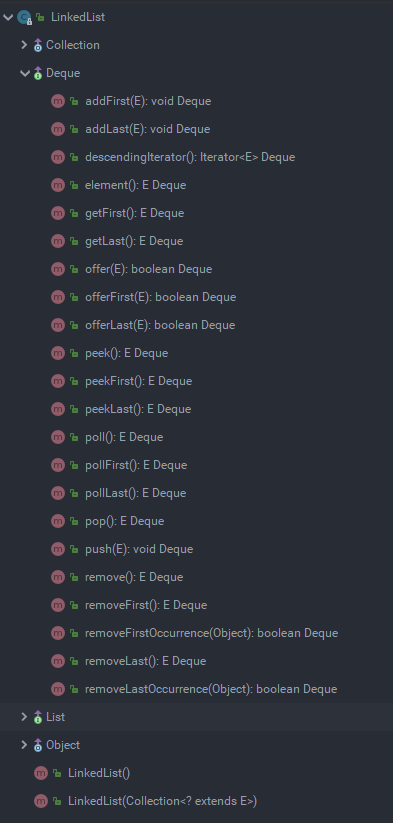 LinkedList
Collection
Deque
addFirst(E): void Deque
addLast(E): void Deque
descendingIterator(): Iterator<E> Deque
element(): E Deque
getFirst(): E Deque
getLast(): E Deque
offer(E): boolean Deque
offerFirst(E): boolean Deque
offerLast(E): boolean Deque
peek(): E Deque
peekFirst(): E Deque
peekLast(): E Deque
poll(): E Deque
pollFirst(): E Deque
pollLast(): E Deque
pop(): E Deque
push(E): void Deque
remove(): E Deque
removeFirst(): E Deque
removeFirstOccurrence(Object): boolean Deque
removeLast(): E Deque
removeLastOccurrence(Object): boolean Deque
List
Object
LinkedList()
LinkedList(Collection<? extends E>)